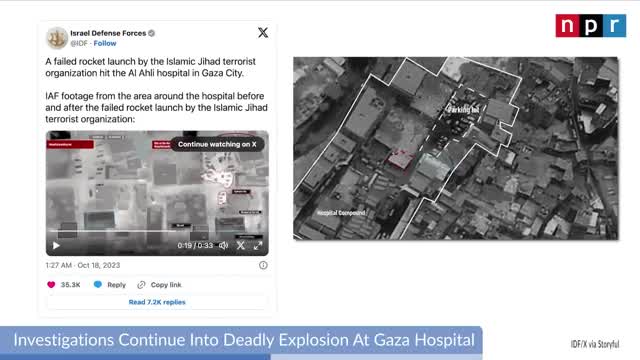 Israel Defense Forces
@IDF · Follow
A failed rocket launch by the Islamic Jihad terrorist
organization hit the Al Ahli hospital in Gaza City.
IAF footage from the area around the hospital before
and after the failed rocket launch by the Islamic Jihad
terrorist organization:
Continue watching on X
0:19 / 0:33
1:27 AM · Oct 18, 2023
35.3K Reply Copy link
Read 7.2K replies
npr
Parking lot
Hospital Compound
Investigations Continue Into Deadly Explosion At Gaza Hospital
IDF/X via Storyful